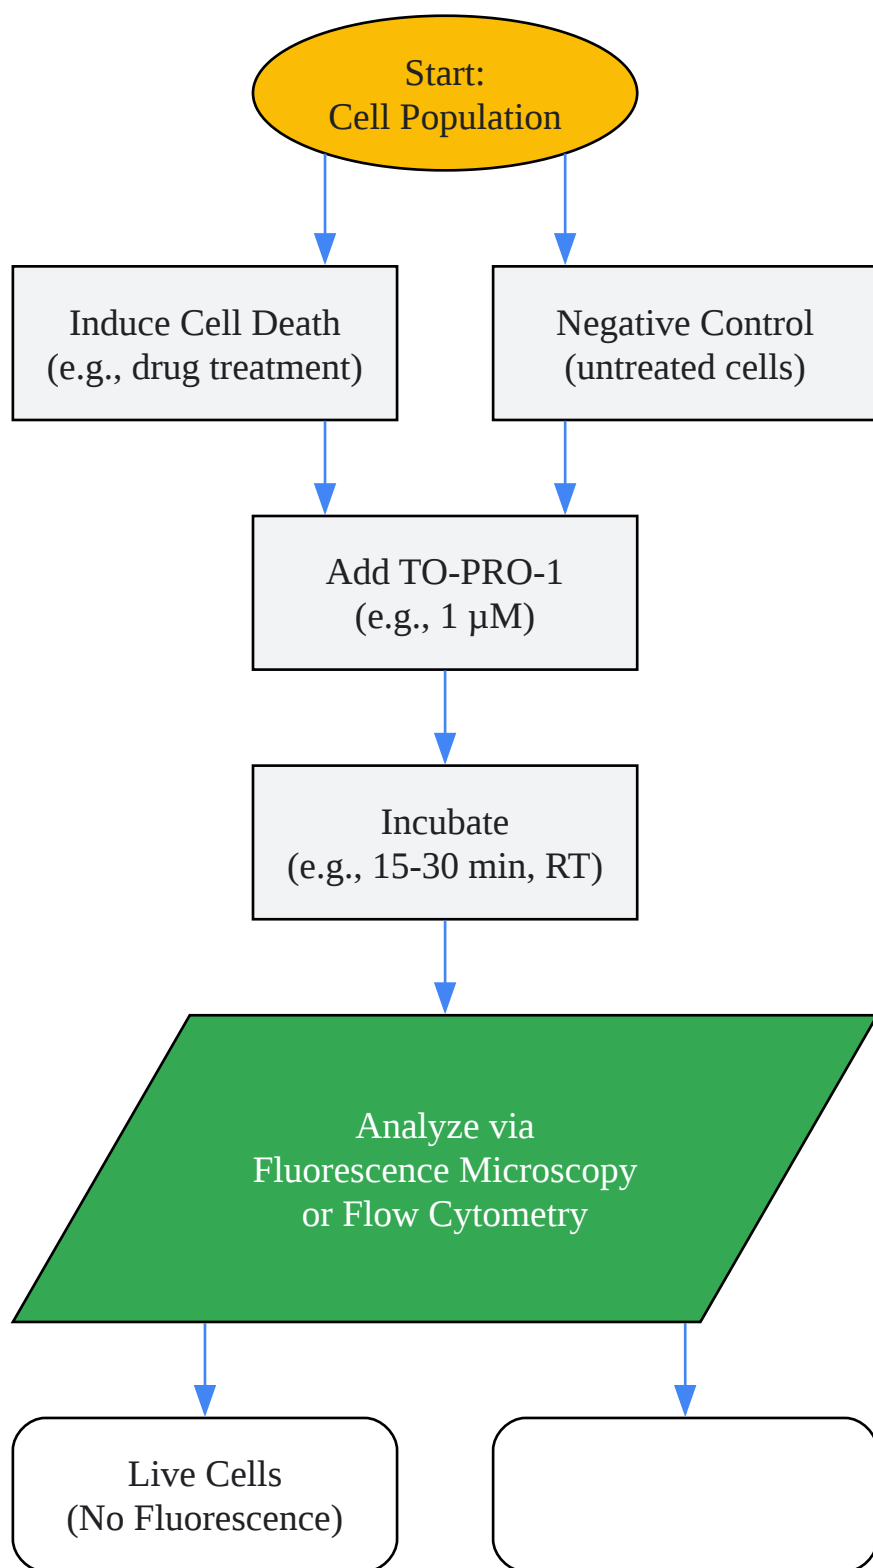 Start:
Cell Population
Induce Cell Death
(e.g., drug treatment)
Negative Control
(untreated cells)
Add TO-PRO-1
(e.g., 1 µM)
Incubate
(e.g., 15-30 min, RT)
Analyze via
Fluorescence Microscopy
or Flow Cytometry
Live Cells
(No Fluorescence)